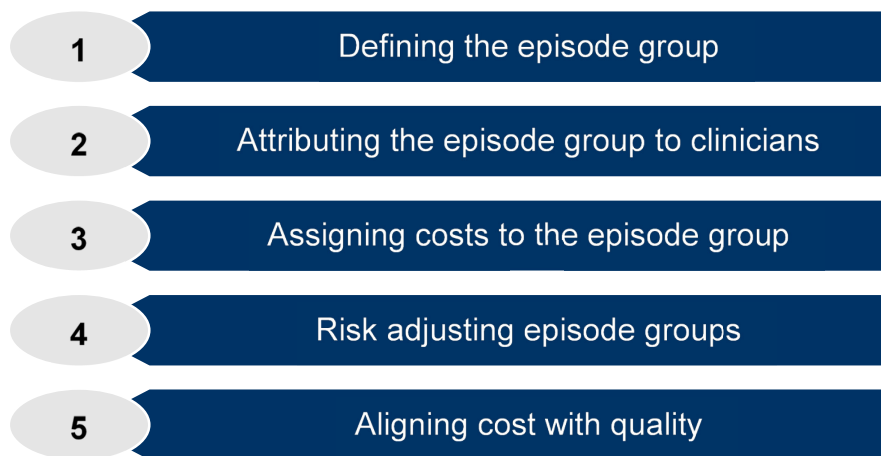 1 Defining the episode group
2 Attributing the episode group to clinicians
3 Assigning costs to the episode group
4 Risk adjusting episode groups
5 Aligning cost with quality